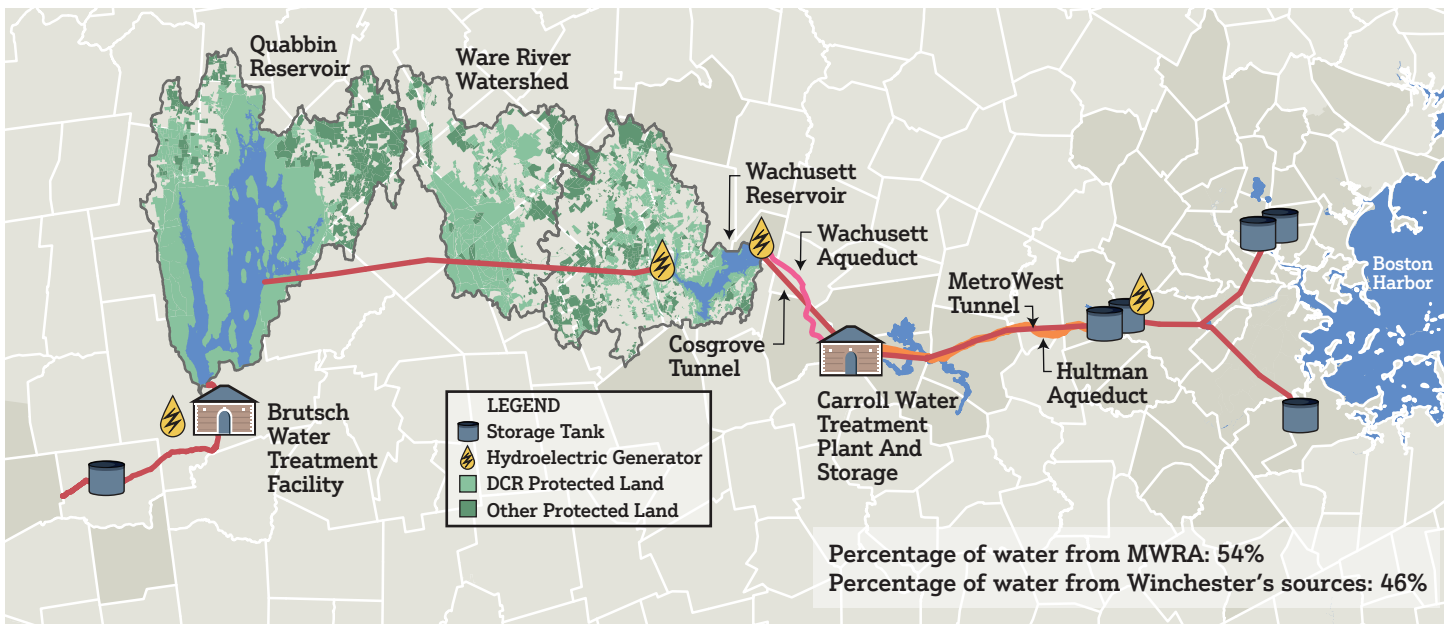 Quabbin
Reservoir
Ware River
Watershed
Wachusett
Reservoir
Wachusett
Aqueduct
MetroWest
Tunnel
Boston
Harbor
Cosgrove
Tunnel
Hultman
Aqueduct
Carroll Water
Treatment
Plant And
Storage
Brutsch
Water
Treatment
Facility
LEGEND
Storage Tank
Hydroelectric Generator
DCR Protected Land
Other Protected Land
Percentage of water from MWRA: 54%
Percentage of water from Winchester's sources: 46%